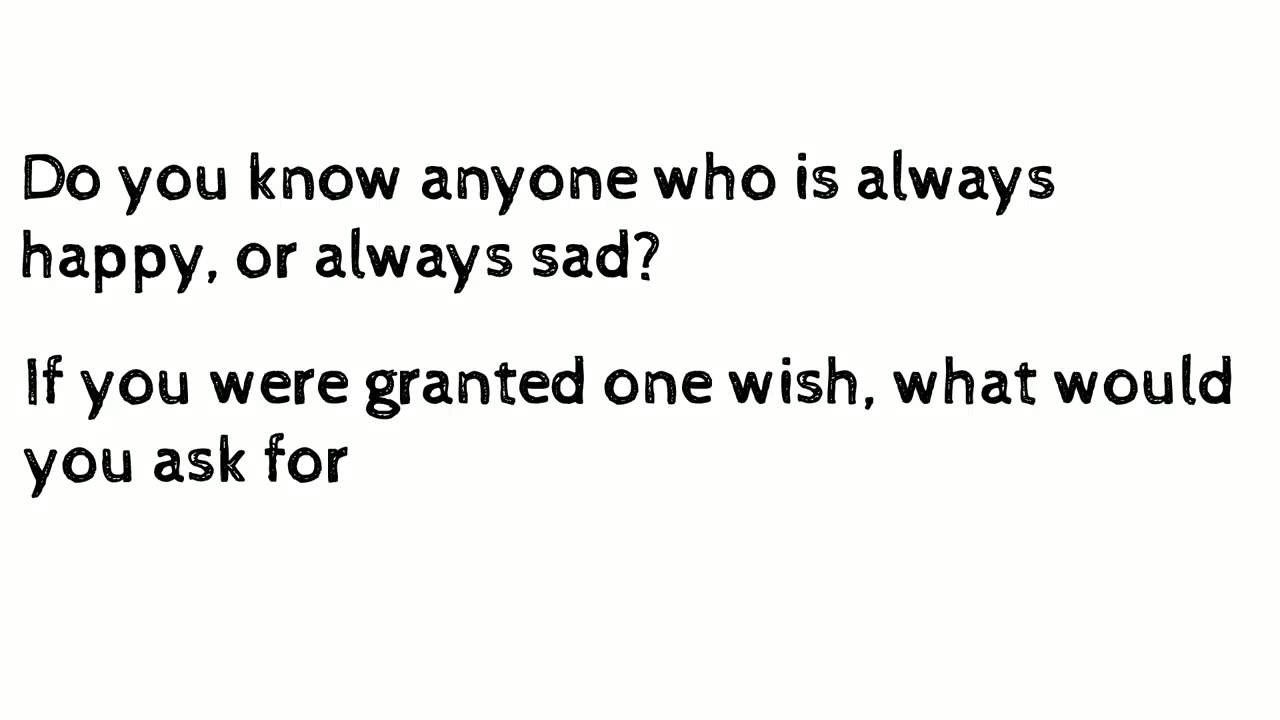 Do you know anyone who is always
happy, or always sad?
If you were granted one wish, what would
you ask for